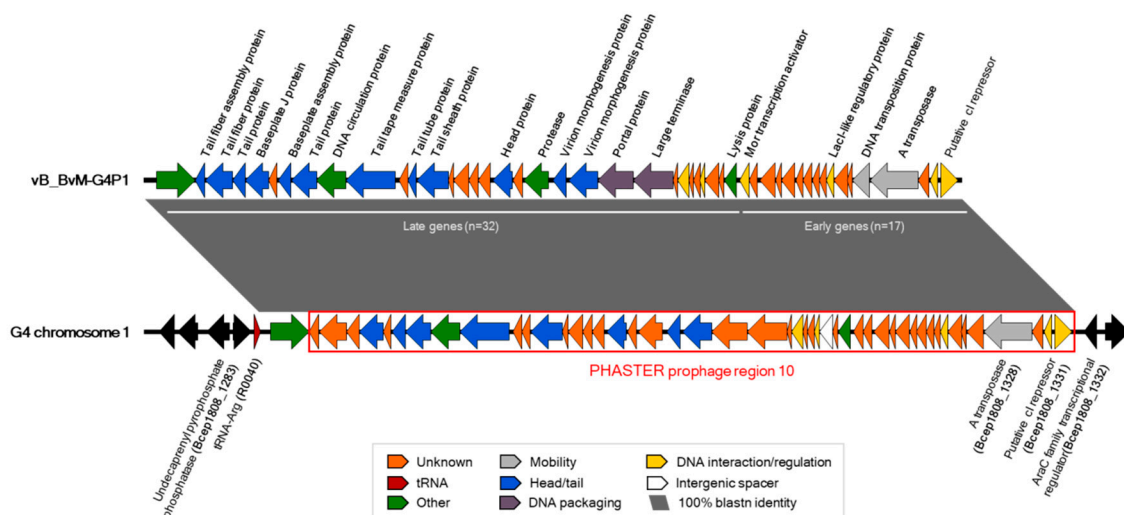 Tail fiber assembly protein
Tail fiber protein
Tail protein
Baseplate J protein
Baseplate assembly protein
Tail protein
DNA circulation protein
Tail tape measure protein
Tail tube protein
Tail sheath protein
Head protein
Protease
Virion morphogenesis protein
Virion morphogenesis protein
Portal protein
Large terminase
Lysis protein
Mor transcription activator
LacI-like regulatory protein
DNA transposition protein
A transposase
Putative cI repressor
vB_BvM-G4P1
Late genes (n=32)
Early genes (n=17)
G4 chromosome 1
PHASTER prophage region 10
Undecaprenyl pyrophosphate
phosphatase (Bcep1808_1283)
tRNA-Arg (R0040)
A transposase
(Bcep1808_1328)
Putative cI repressor
(Bcep1808_1331)
AraC family transcriptional
regulator(Bcep1808_1332)
Unknown
Mobility
DNA interaction/regulation
tRNA
Head/tail
Intergenic spacer
Other
DNA packaging
100% blastn identity